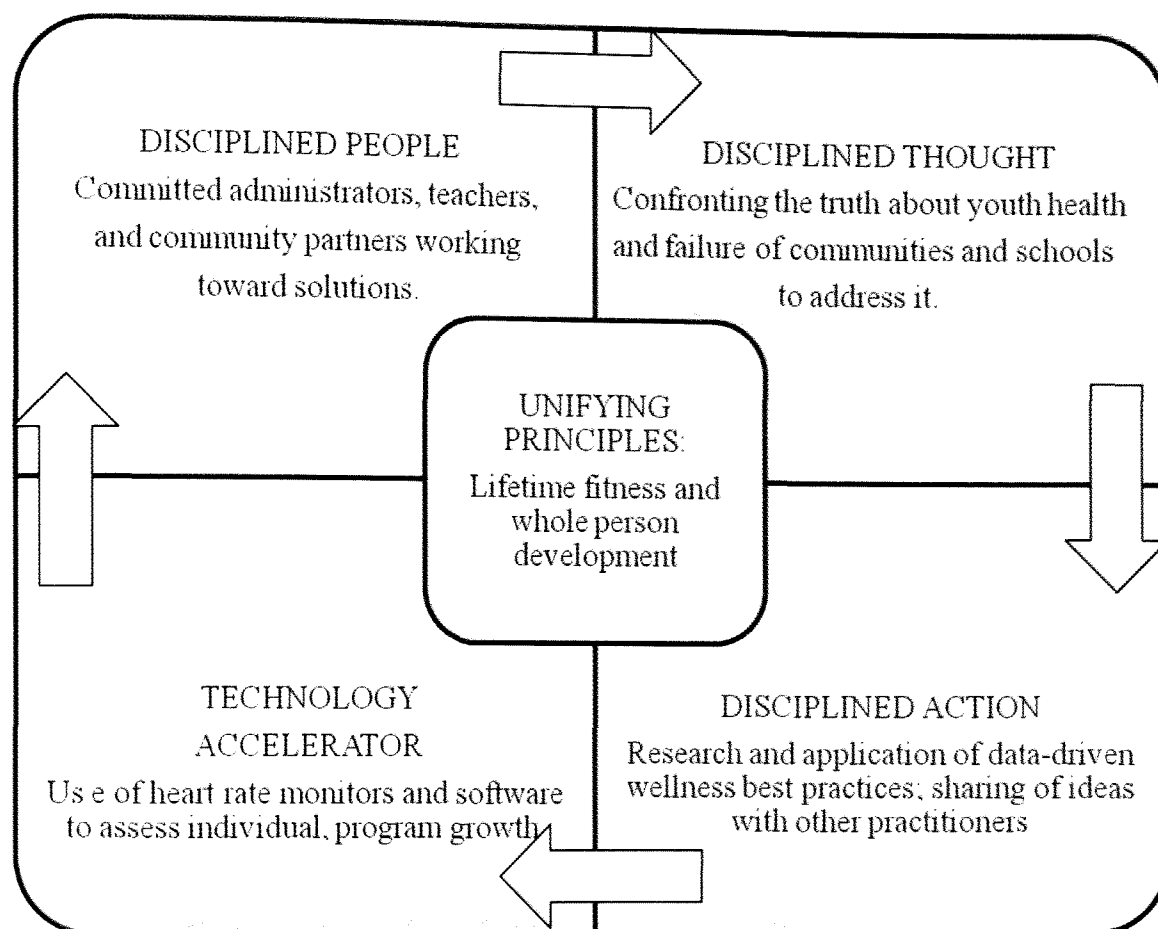 DISCIPLINED PEOPLE
Committed administrators, teachers,
and community partners working
toward solutions.
DISCIPLINED THOUGHT
Confronting the truth about youth health
and failure of communities and schools
to address it.
UNIFYING
PRINCIPLES:
Lifetime fitness and
whole person
development
TECHNOLOGY
ACCELERATOR
Us e of heart rate monitors and software
to assess individual, program growth
DISCIPLINED ACTION
Research and application of data-driven
wellness best practices; sharing of ideas
with other practitioners